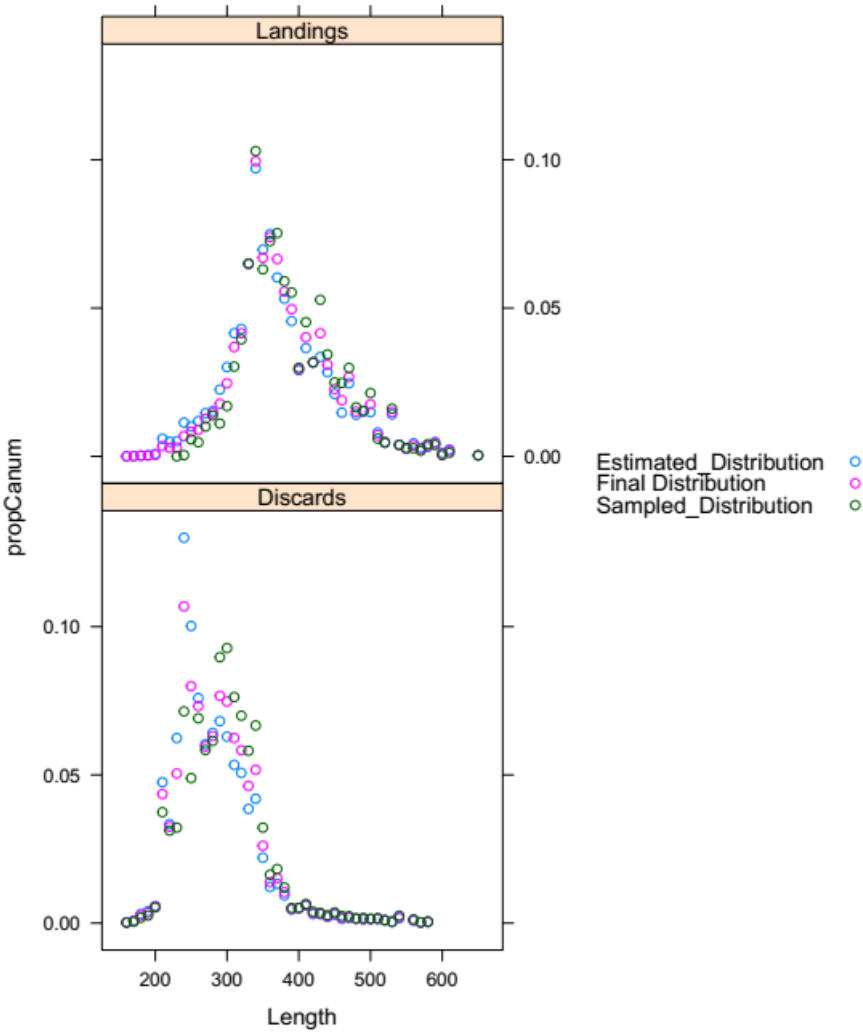 Landings
0.10
0.05
0.00
Estimated_Distribution
Final Distribution
Sampled_Distribution
propCanum
Discards
0.10
0.05
0.00
200 300 400 500 600
Length